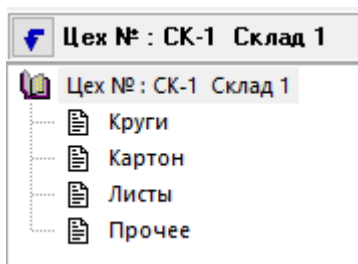 Цех № : СК-1 Склад 1
Цех № : СК-1 Склад 1
Круги
Картон
Листы
Прочее